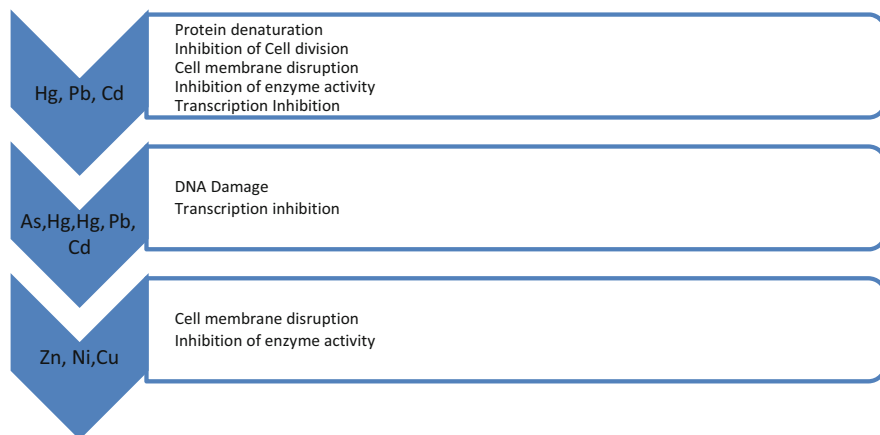 Hg, Pb, Cd
Protein denaturation
Inhibition of Cell division
Cell membrane disruption
Inhibition of enzyme activity
Transcription Inhibition
As,Hg,Hg, Pb,
Cd
DNA Damage
Transcription inhibition
Zn, Ni,Cu
Cell membrane disruption
Inhibition of enzyme activity